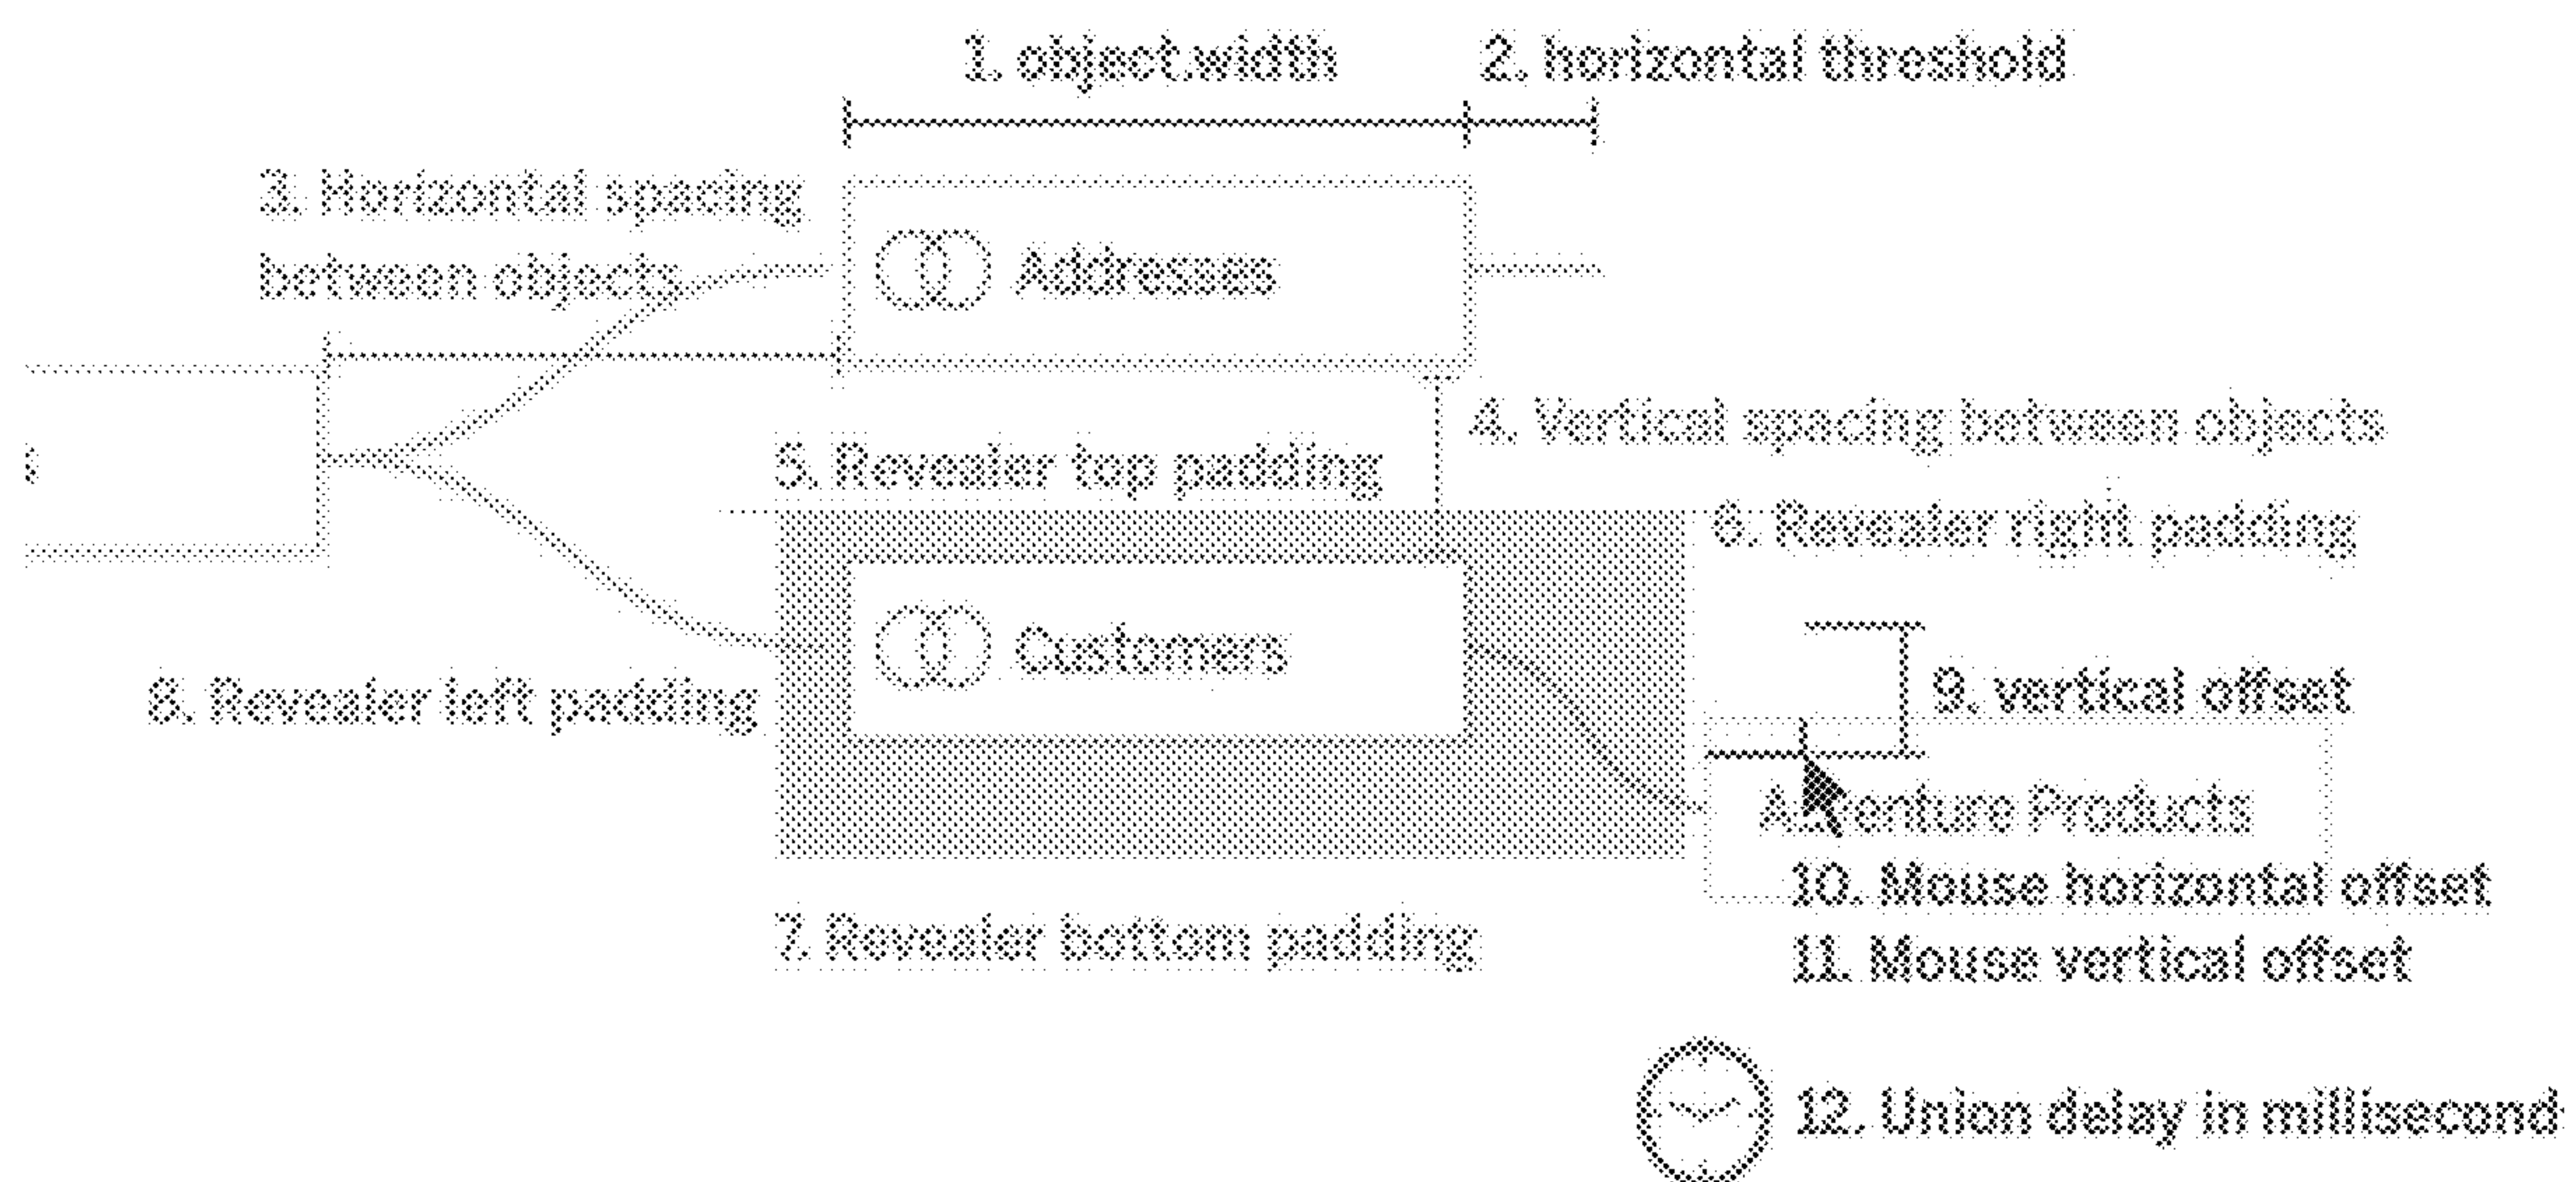 1. object width
2. horizontal threshold
3. Horizontal spacing
between objects
Addresses
4. Vertical spacing between objects
5. Revealer top padding
6. Revealer right padding
Customers
8. Revealer left padding
9. vertical offset
Products
10. Mouse horizontal offset
7. Revealer bottom padding
11. Mouse vertical offset
12. Union delay in millisecond